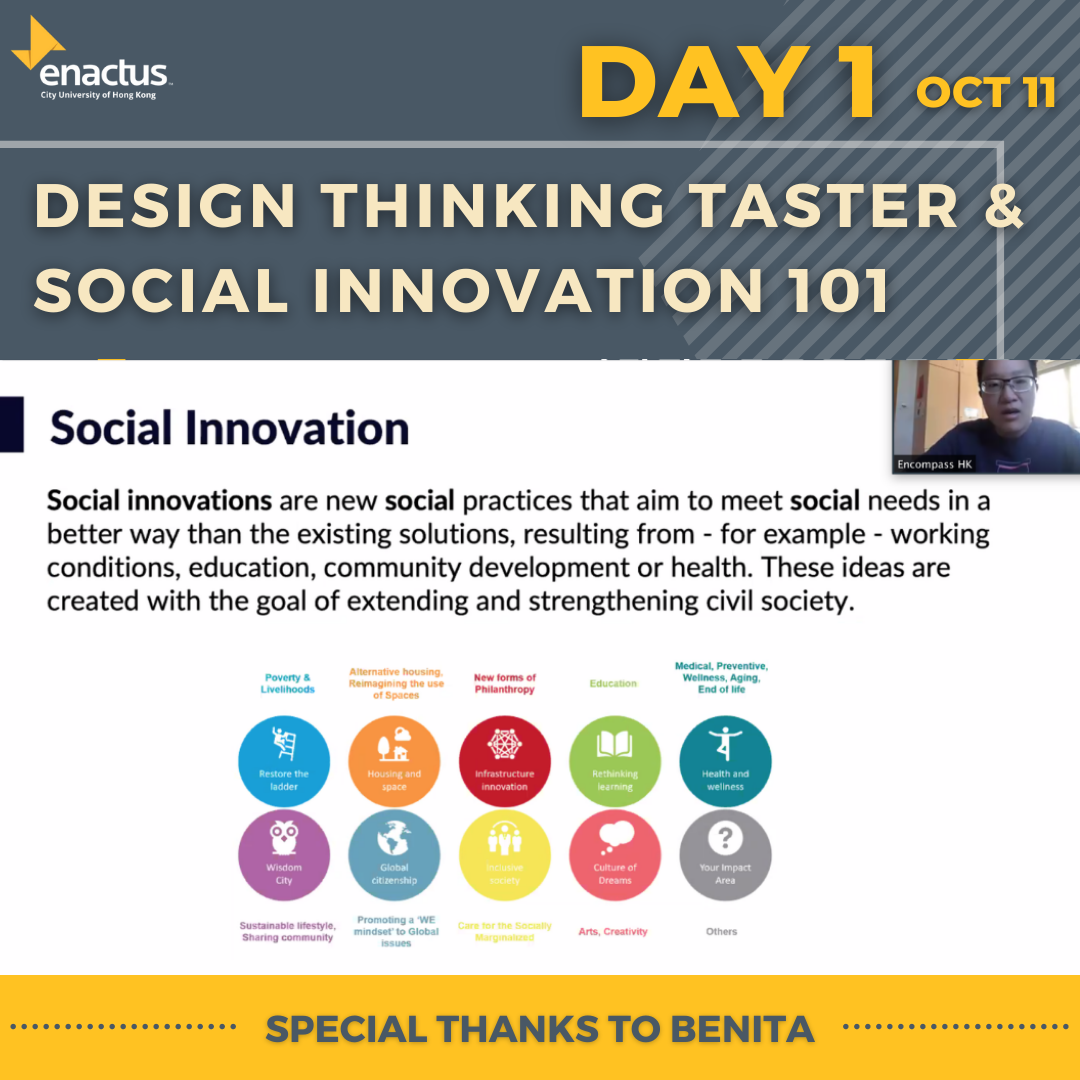 enactus
City University of Hong Kong
DAY 1 OCT 11
DESIGN THINKING TASTER &
SOCIAL INNOVATION 101
Social Innovation
Encompass HK
Social innovations are new social practices that aim to meet social needs in a
better way than the existing solutions, resulting from - for example - working
conditions, education, community development or health. These ideas are
created with the goal of extending and strengthening civil society.
Poverty &
Livelihoods
Alternative housing,
Reimagining the use
of Spaces
New forms of
Philanthropy
Education
Medical, Preventive,
Wellness, Aging,
End of life
Restore the
ladder
Housing and
space
Infrastructure
innovation
Rethinking
learning
Health and
wellness
Wisdom
City
Global
citizenship
Inclusive
society
Culture of
Dreams
?
Your Impact
Area
Sustainable lifestyle,
Sharing community
Promoting a 'WE
mindset' to Global
issues
Care for the Socially
Marginalized
Arts, Creativity
Others
SPECIAL THANKS TO BENITA